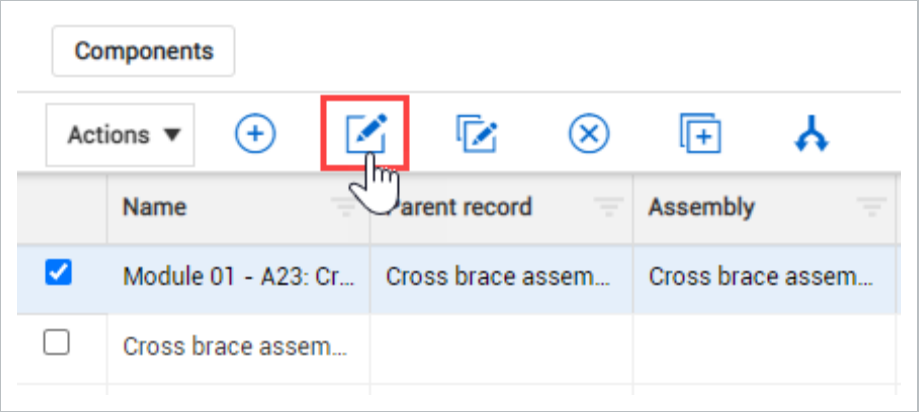 Components
Actions
Name Parent record Assembly
Module 01 - A23: Cr... Cross brace assem... Cross brace assem...
Cross brace assem...